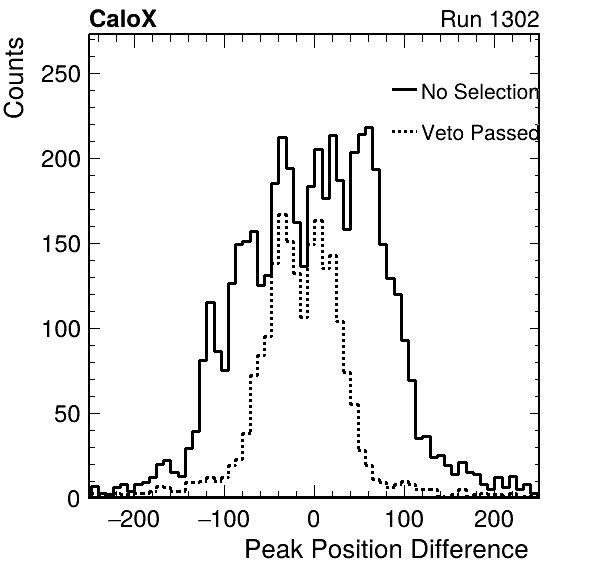 CaloX Run 1302
Counts
250
200
150
100
50
0
No Selection
Veto Passed
−200 −100 0 100 200
Peak Position Difference